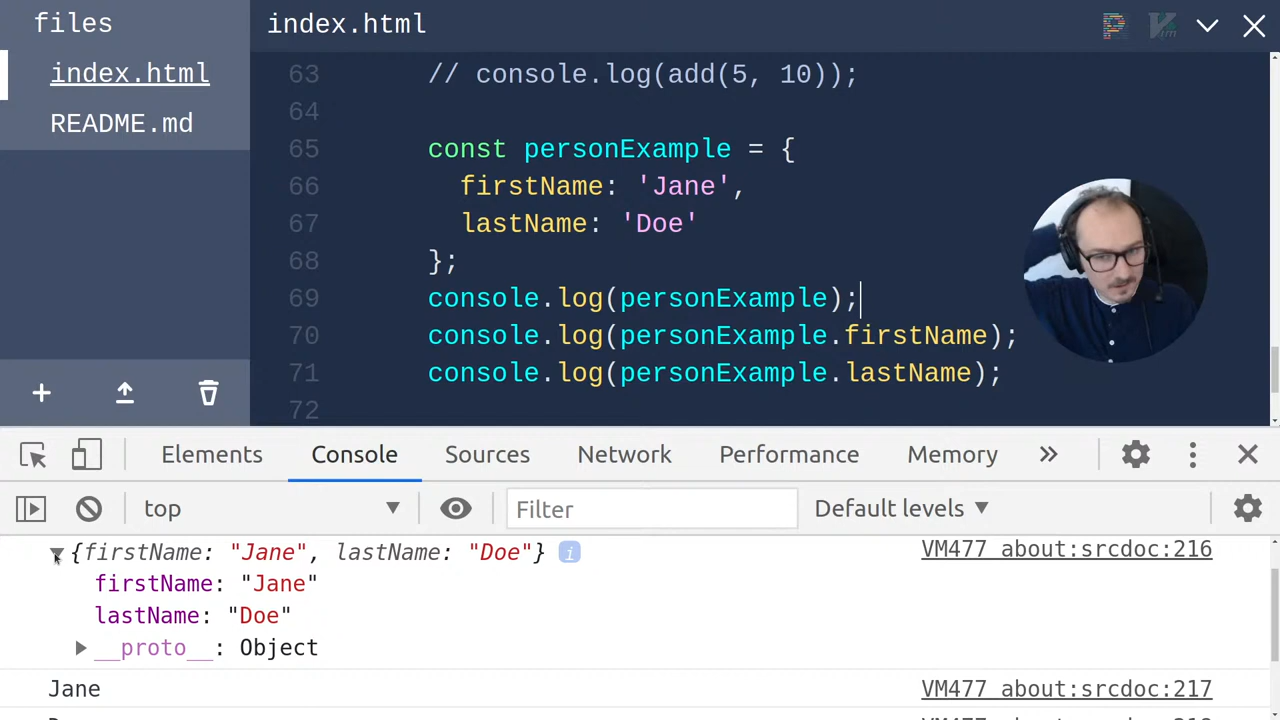 files
index.html
README.md
index.html
63 // console.log(add(5, 10));
64
65 const personExample = {
66 firstName: 'Jane',
67 lastName: 'Doe'
68 };
69 console.log(personExample);
70 console.log(personExample.firstName);
71 console.log(personExample.lastName);
72
Elements Console Sources Network Performance Memory
top Filter Default levels
{firstName: "Jane", lastName: "Doe"} i VM477 about:srcdoc:216
firstName: "Jane"
lastName: "Doe"
__proto__: Object
Jane VM477 about:srcdoc:217